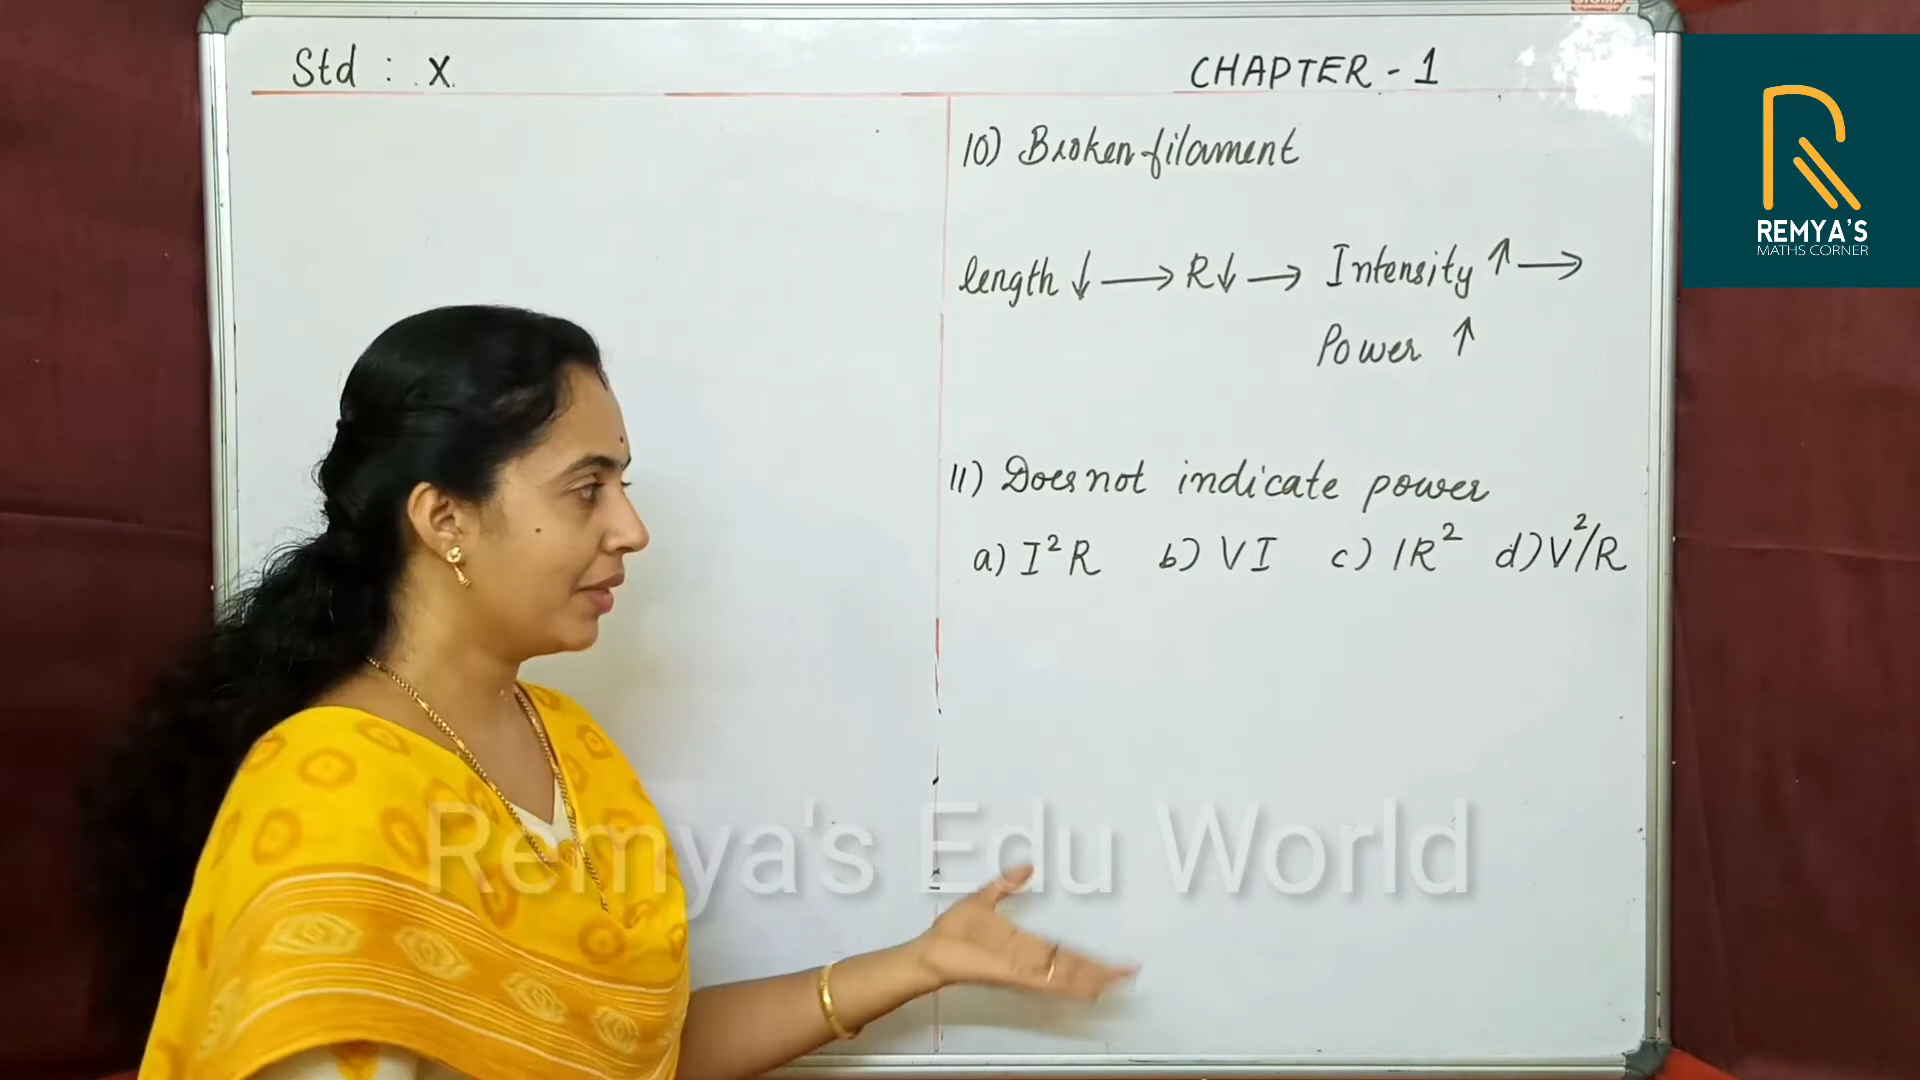 Std : X
CHAPTER - 1
10) Broken filament
length ↓ → R↓ → Intensity ↑ →
Power ↑
11) Does not indicate power
a) I²R b) VI c) IR² d) V²/R
REMYA'S
MATHS CORNER
Remya's Edu World